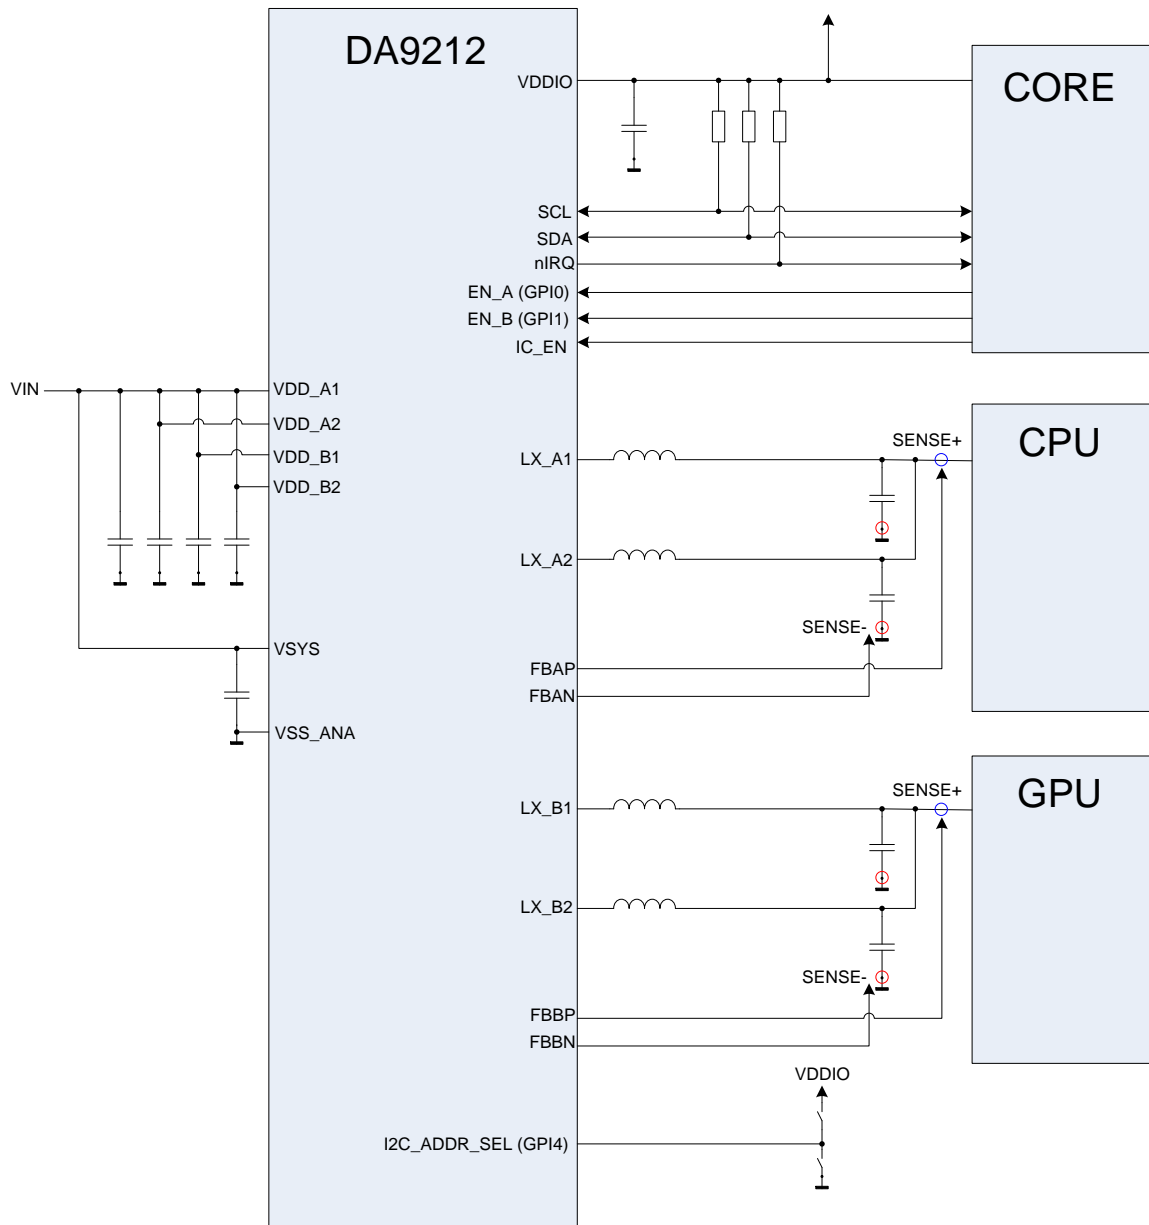 DA9212
CORE
VDDIO
SCL
SDA
nIRQ
EN_A (GPI0)
EN_B (GPI1)
IC_EN
VIN
VDD_A1
VDD_A2
VDD_B1
VDD_B2
CPU
SENSE+
LX_A1
LX_A2
SENSE-
VSYS
FBAP
FBAN
VSS_ANA
GPU
SENSE+
LX_B1
LX_B2
SENSE-
FBBP
FBBN
VDDIO
I2C_ADDR_SEL (GPI4)